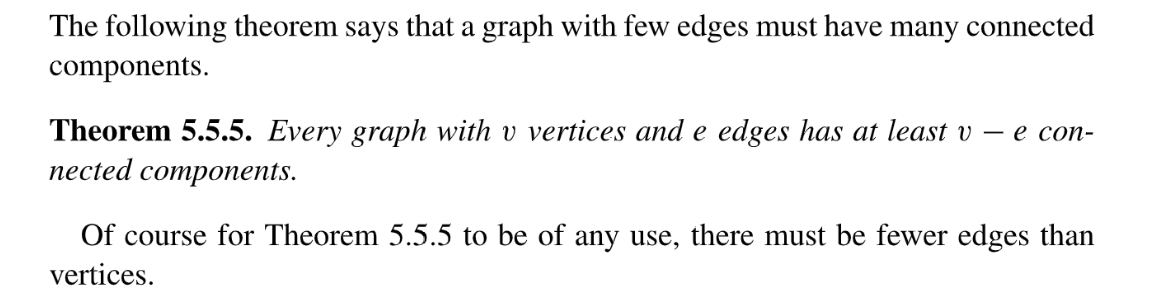 The following theorem says that a graph with few edges must have many connected
components.
Theorem 5.5.5. Every graph with v vertices and e edges has at least v − e con-
nected components.
Of course for Theorem 5.5.5 to be of any use, there must be fewer edges than
vertices.